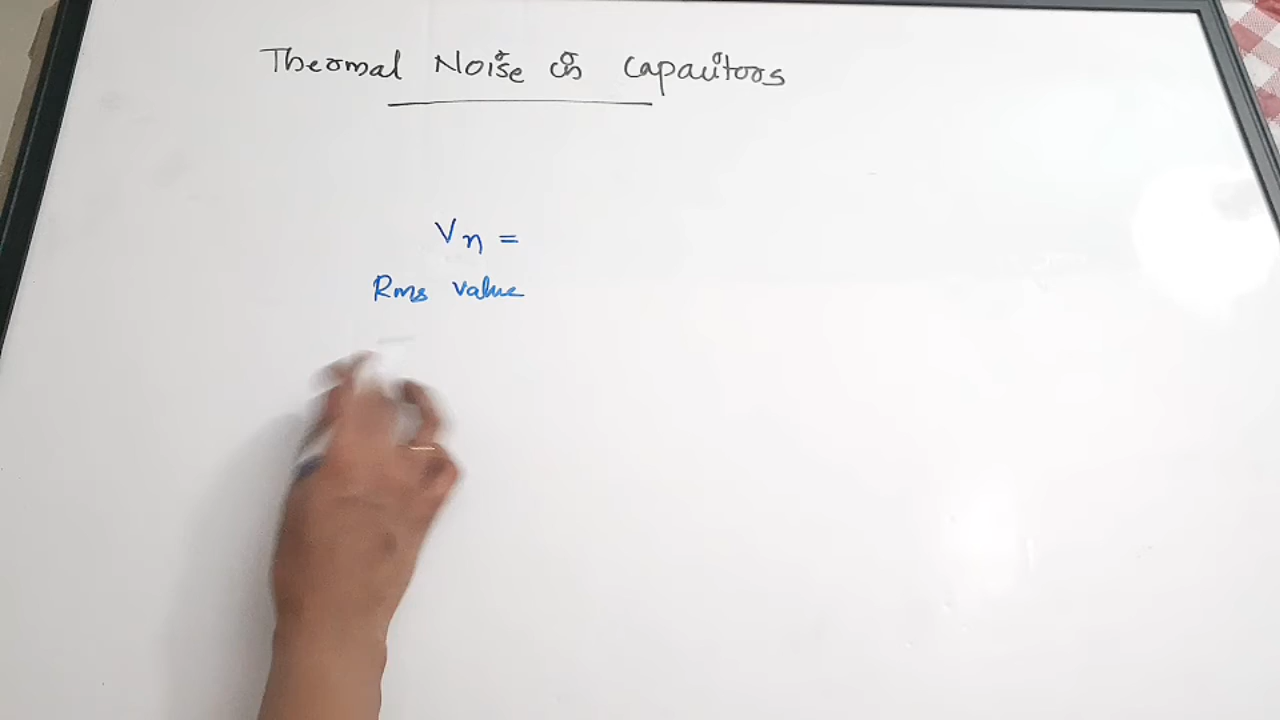 Thermal Noise in Capacitors
Vn =
Rms value